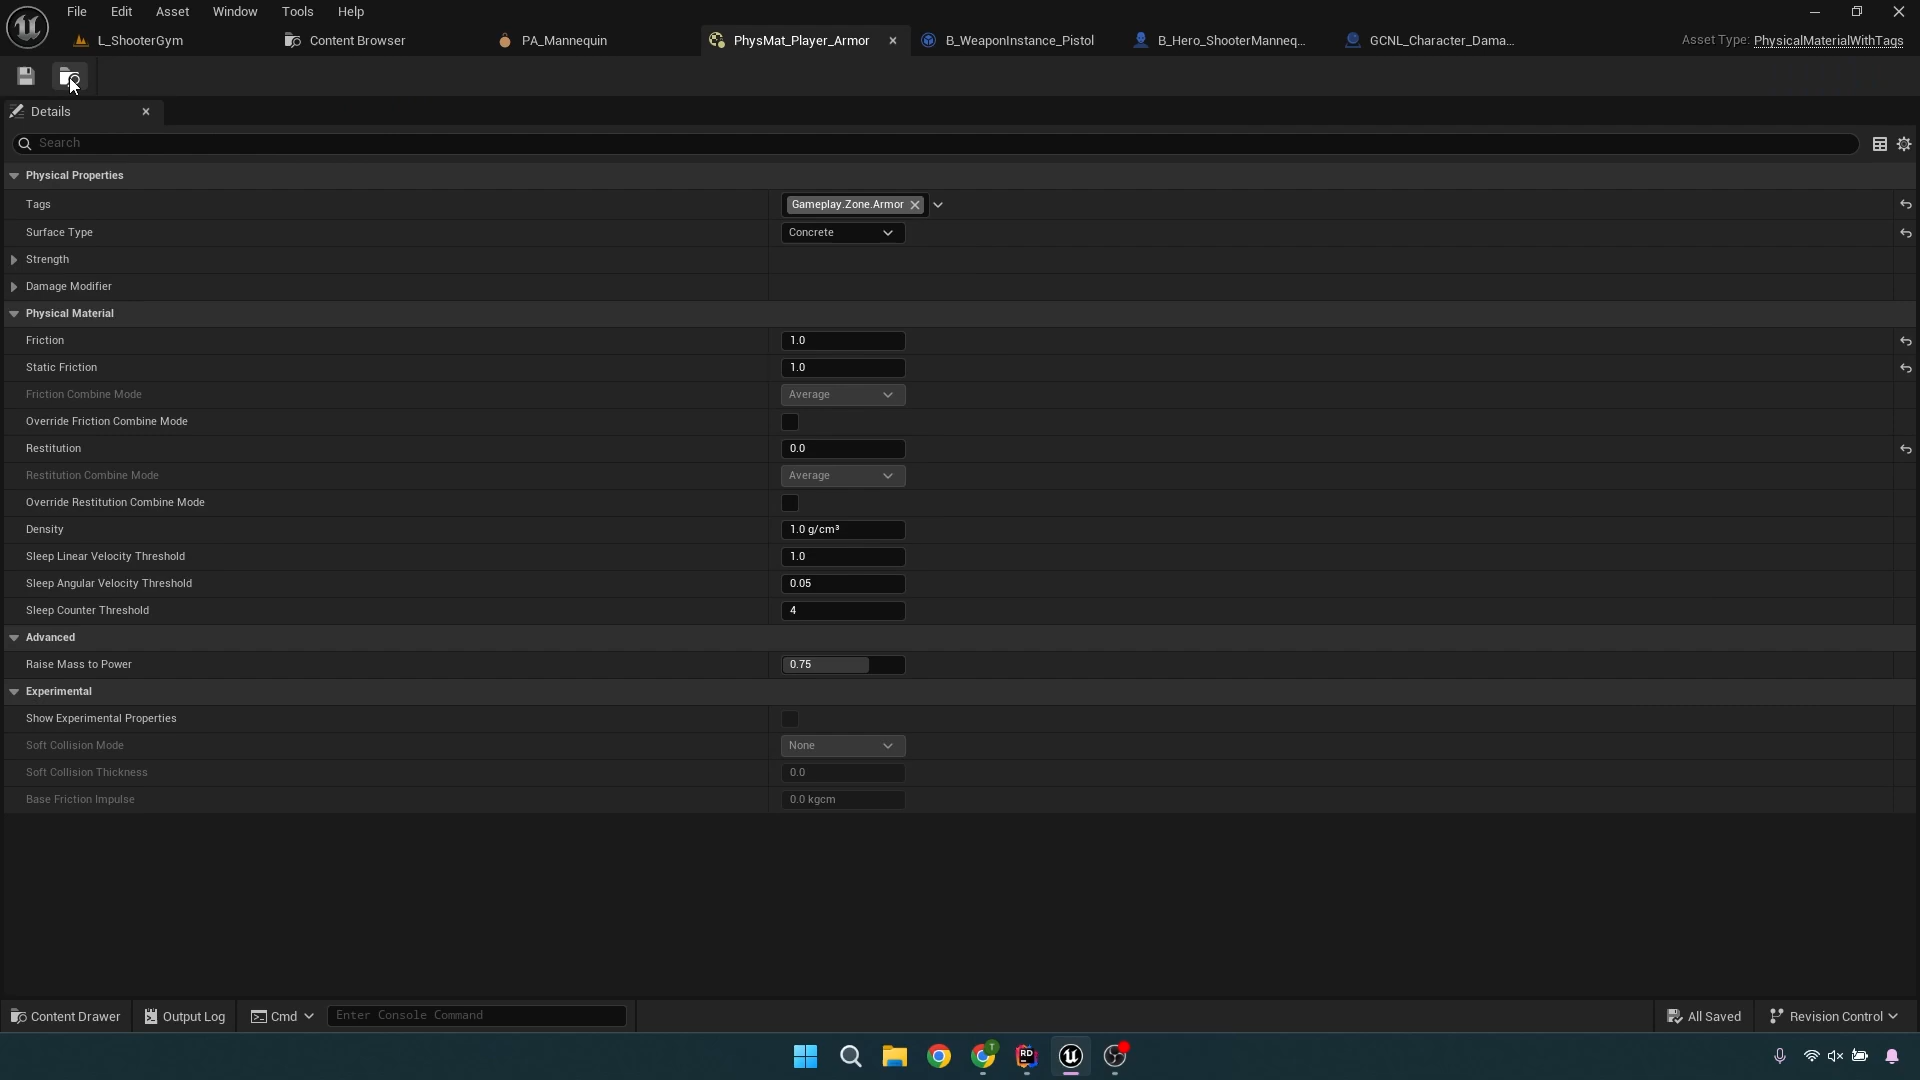 File Edit Asset Window Tools Help
L_ShooterGym Content Browser PA_Mannequin PhysMat_Player_Armor B_WeaponInstance_Pistol B_Hero_ShooterManneq... GCNL_Character_Dama... Asset Type: PhysicalMaterialWithTags
Details
Search
Physical Properties
Tags Gameplay.Zone.Armor
Surface Type Concrete
Strength
Damage Modifier
Physical Material
Friction 1.0
Static Friction 1.0
Friction Combine Mode Average
Override Friction Combine Mode
Restitution 0.0
Restitution Combine Mode Average
Override Restitution Combine Mode
Density 1.0 g/cm³
Sleep Linear Velocity Threshold 1.0
Sleep Angular Velocity Threshold 0.05
Sleep Counter Threshold 4
Advanced
Raise Mass to Power 0.75
Experimental
Show Experimental Properties
Soft Collision Mode None
Soft Collision Thickness 0.0
Base Friction Impulse 0.0 kgcm
Content Drawer Output Log Cmd Enter Console Command All Saved Revision Control
T RD